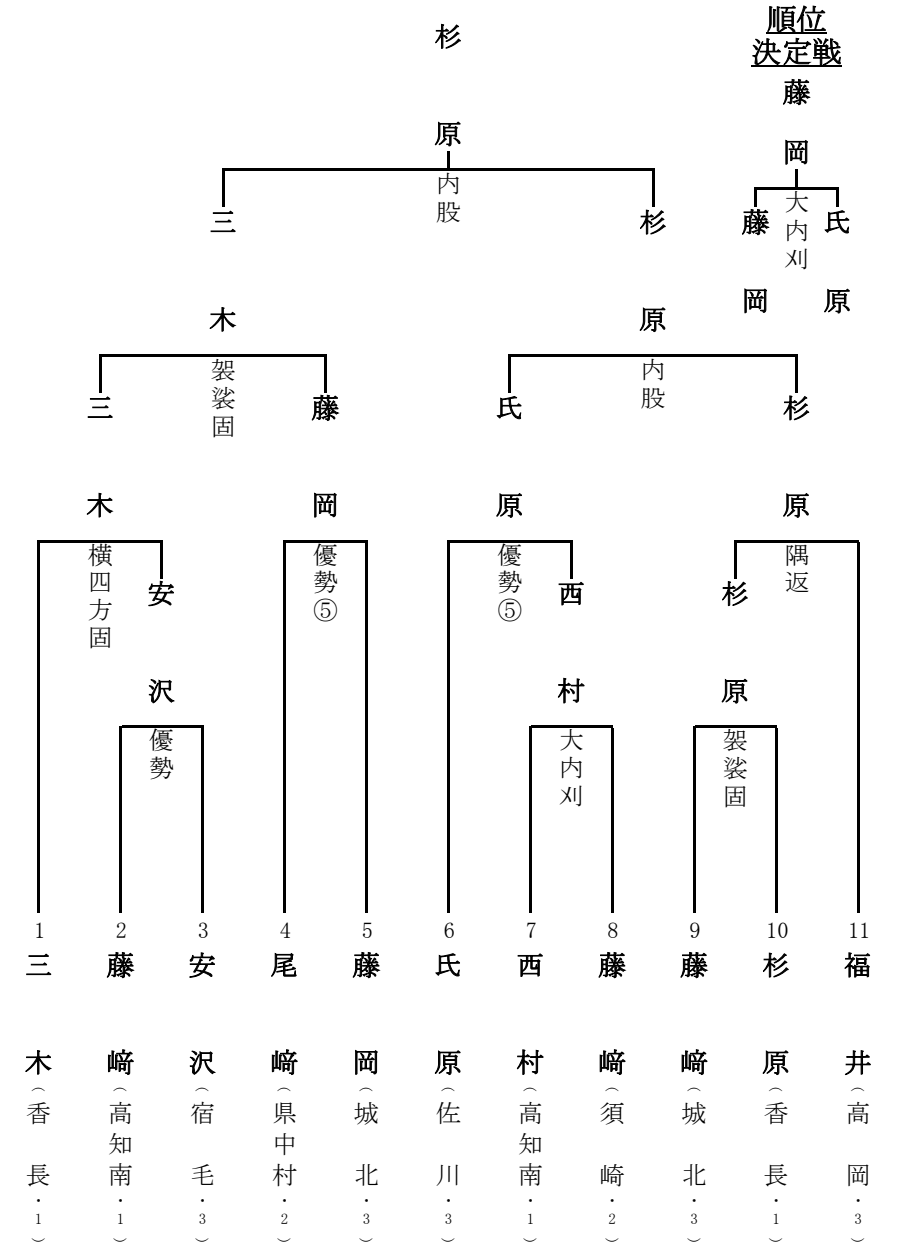 順位
決定戦
藤岡
大内刈
藤岡
氏原
杉原
内股
三木
杉原
袈裟固
内股
三木
藤岡
氏原
杉原
横四方固
優勢⑤
優勢⑤
隅返
安沢
西村
杉原
優勢
大内刈
袈裟固
1
三木
（香長・1）
2
藤﨑
（高知南・1）
3
安沢
（宿毛・3）
4
尾﨑
（県中村・2）
5
藤岡
（城北・3）
6
氏原
（佐川・3）
7
西村
（高知南・1）
8
藤﨑
（須崎・2）
9
藤﨑
（城北・3）
10
杉原
（香長・1）
11
福井
（高岡・3）